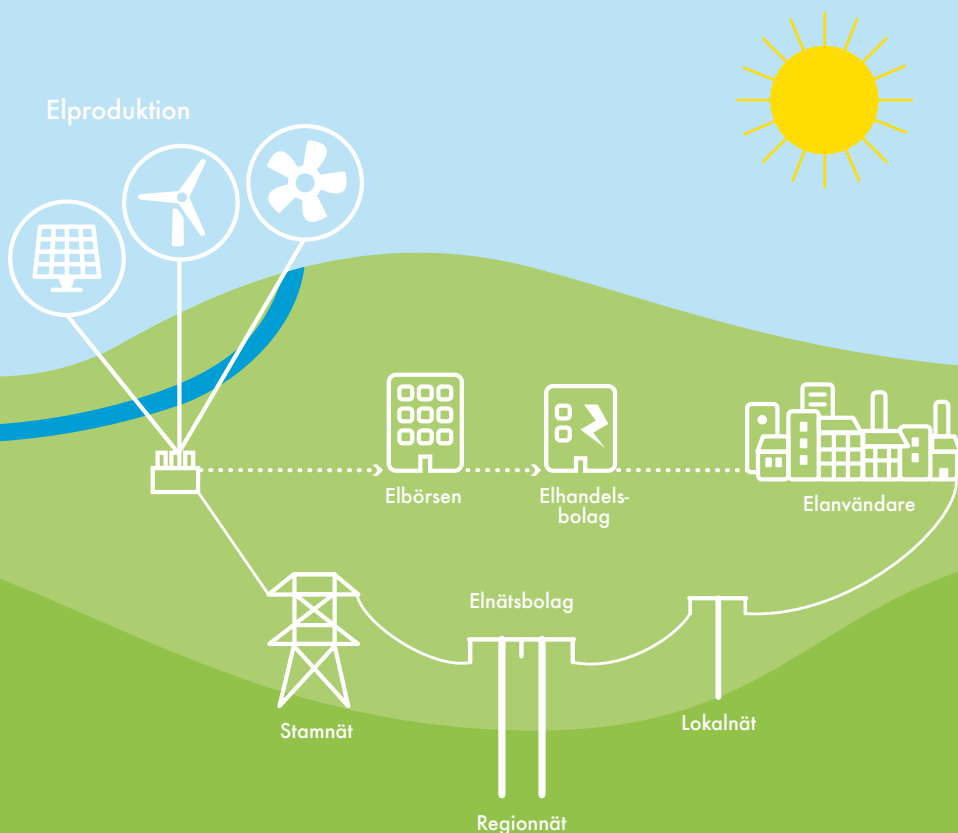 Elproduktion
Elbörsen
Elhandels-
bolag
Elanvändare
Elnätsbolag
Stamnät
Lokalnät
Regionnät